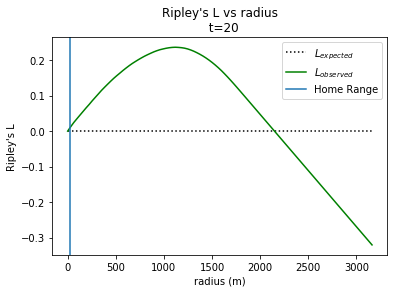 Ripley's L vs radius
t=20
L_expected
L_observed
Home Range
Ripley's L
0.2
0.1
0.0
−0.1
−0.2
−0.3
0 500 1000 1500 2000 2500 3000
radius (m)